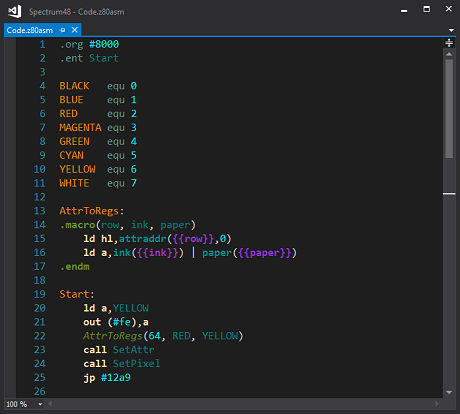 Spectrum48 - Code.z80asm
Code.z80asm
1 .org #8000
2 .ent Start
3
4 BLACK equ 0
5 BLUE equ 1
6 RED equ 2
7 MAGENTA equ 3
8 GREEN equ 4
9 CYAN equ 5
10 YELLOW equ 6
11 WHITE equ 7
12
13 AttrToRegs:
14 .macro(row, ink, paper)
15 ld hl,attraddr({{row}},0)
16 ld a,ink({{ink}}) | paper({{paper}})
17 .endm
18
19 Start:
20 ld a,YELLOW
21 out (#fe),a
22 AttrToRegs(64, RED, YELLOW)
23 call SetAttr
24 call SetPixel
25 jp #12a9
26
100 %